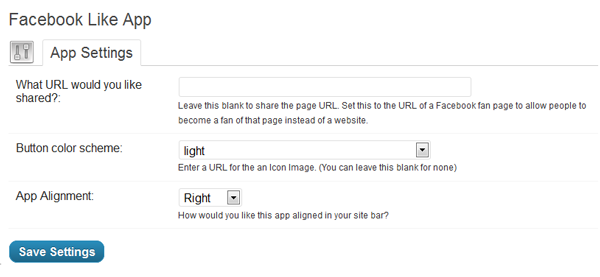 Facebook Like App
App Settings
What URL would you like
shared?:
Leave this blank to share the page URL. Set this to the URL of a Facebook fan page to allow people to
become a fan of that page instead of a website.
Button color scheme:
light
Enter a URL for the an Icon Image. (You can leave this blank for none)
App Alignment:
Right
How would you like this app aligned in your site bar?
Save Settings